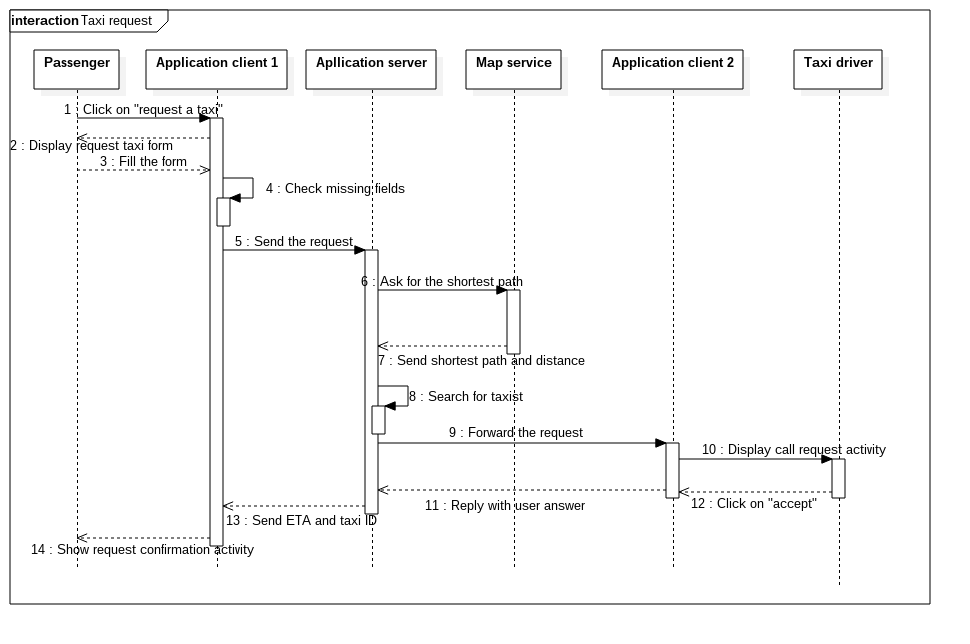 interaction Taxi request
Passenger
Application client 1
Apllication server
Map service
Application client 2
Taxi driver
1 : Click on "request a taxi"
2 : Display request taxi form
3 : Fill the form
4 : Check missing fields
5 : Send the request
6 : Ask for the shortest path
7 : Send shortest path and distance
8 : Search for taxist
9 : Forward the request
10 : Display call request activity
11 : Reply with user answer
12 : Click on "accept"
13 : Send ETA and taxi ID
14 : Show request confirmation activity